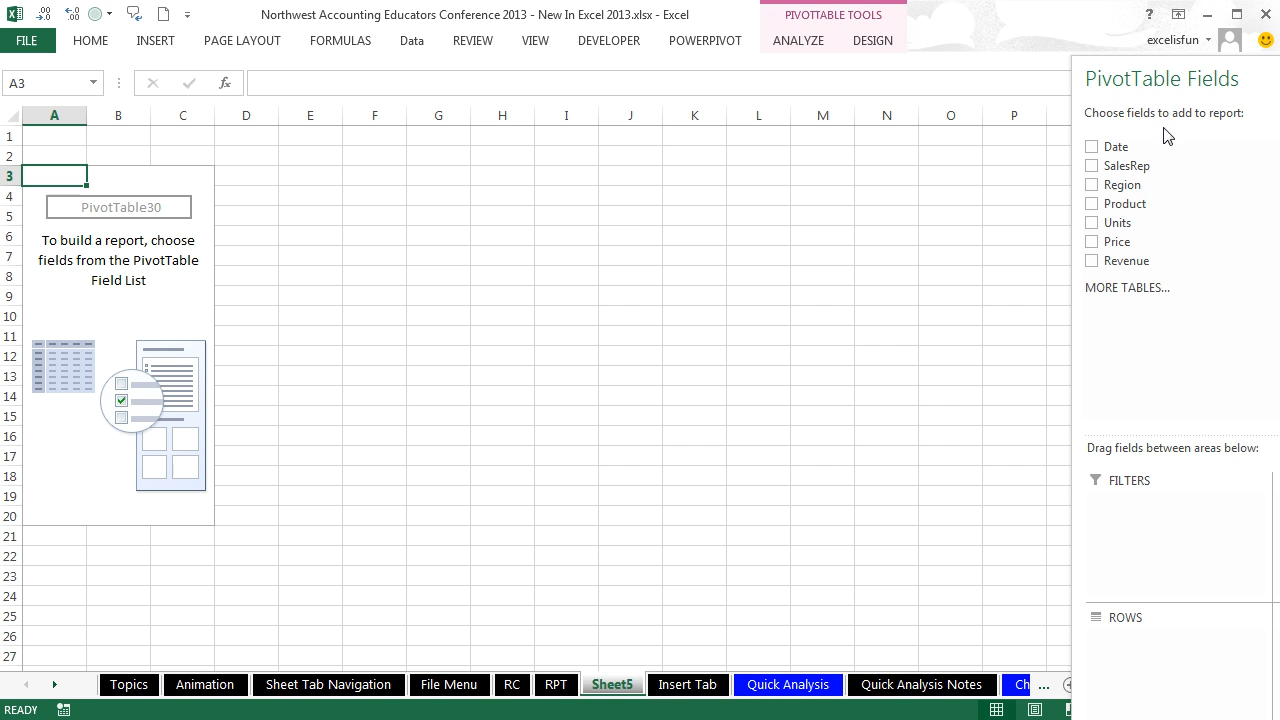 Northwest Accounting Educators Conference 2013 - New In Excel 2013.xlsx - Excel
PIVOTTABLE TOOLS
?
FILE HOME INSERT PAGE LAYOUT FORMULAS Data REVIEW VIEW DEVELOPER POWERPIVOT ANALYZE DESIGN
excelisfun
A3
fx
PivotTable Fields
Choose fields to add to report:
Date
SalesRep
Region
Product
Units
Price
Revenue
MORE TABLES...
Drag fields between areas below:
FILTERS
ROWS
A B C D E F G H I J K L M N O P
1
2
3
4
5
6
7
8
9
10
11
12
13
14
15
16
17
18
19
20
21
22
23
24
25
26
27
PivotTable30
To build a report, choose
fields from the PivotTable
Field List
Topics Animation Sheet Tab Navigation File Menu RC RPT Sheet5 Insert Tab Quick Analysis Quick Analysis Notes Ch ...
READY